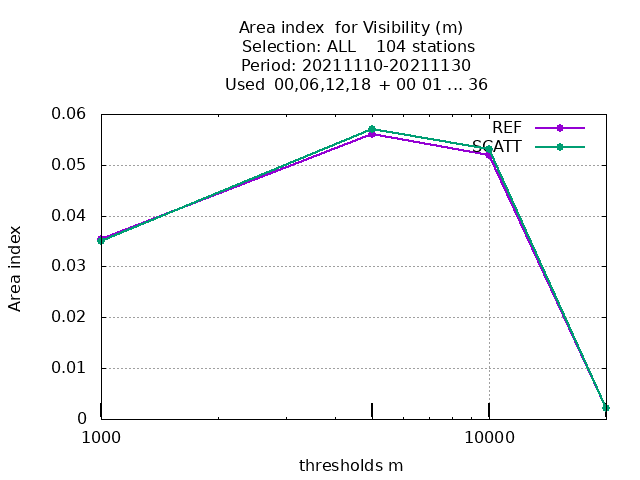 Area index  for Visibility (m)
Selection: ALL    104 stations
Period: 20211110-20211130
Used  00,06,12,18  + 00 01 ... 36
REF
SCATT
0.06
0.05
0.04
0.03
0.02
0.01
0
Area index
1000
10000
thresholds m